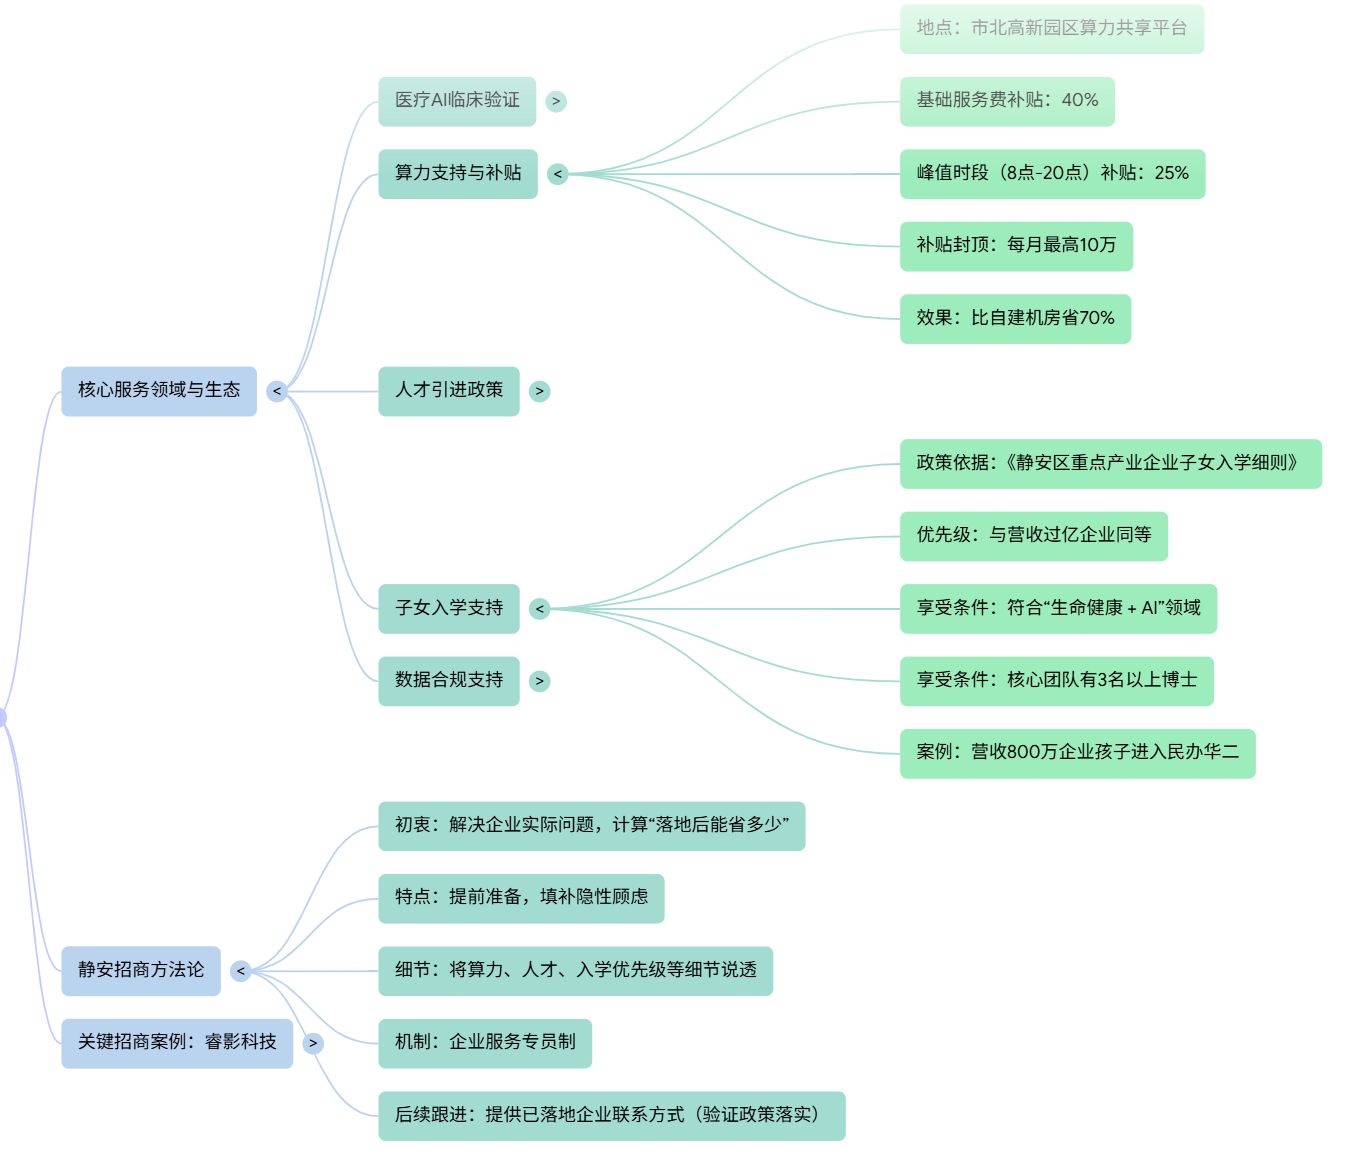 核心服务领域与生态
<
医疗AI临床验证
>
算力支持与补贴
<
地点：市北高新园区算力共享平台
基础服务费补贴：40%
峰值时段（8点-20点）补贴：25%
补贴封顶：每月最高10万
效果：比自建机房省70%
人才引进政策
>
子女入学支持
<
政策依据：《静安区重点产业企业子女入学细则》
优先级：与营收过亿企业同等
享受条件：符合“生命健康 + AI”领域
享受条件：核心团队有3名以上博士
案例：营收800万企业孩子进入民办华二
数据合规支持
>
静安招商方法论
<
初衷：解决企业实际问题，计算“落地后能省多少”
特点：提前准备，填补隐性顾虑
细节：将算力、人才、入学优先级等细节说透
机制：企业服务专员制
后续跟进：提供已落地企业联系方式（验证政策落实）
关键招商案例：睿影科技
>